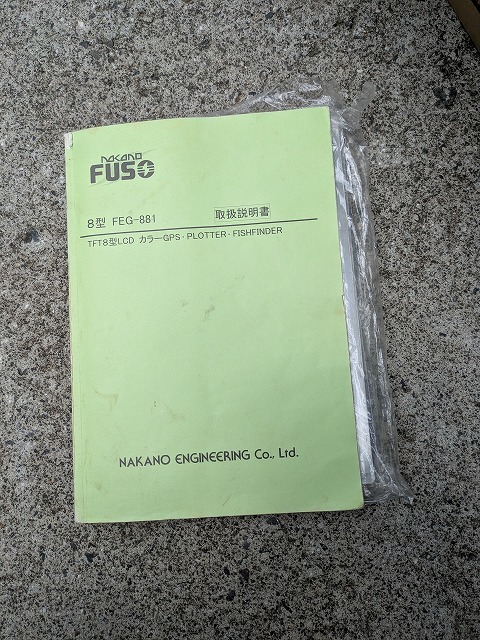 NAKANO
FUSO
8型 FEG-881 取扱説明書
TFT8型LCD カラーGPS・PLOTTER・FISHFINDER
NAKANO ENGINEERING Co., Ltd.